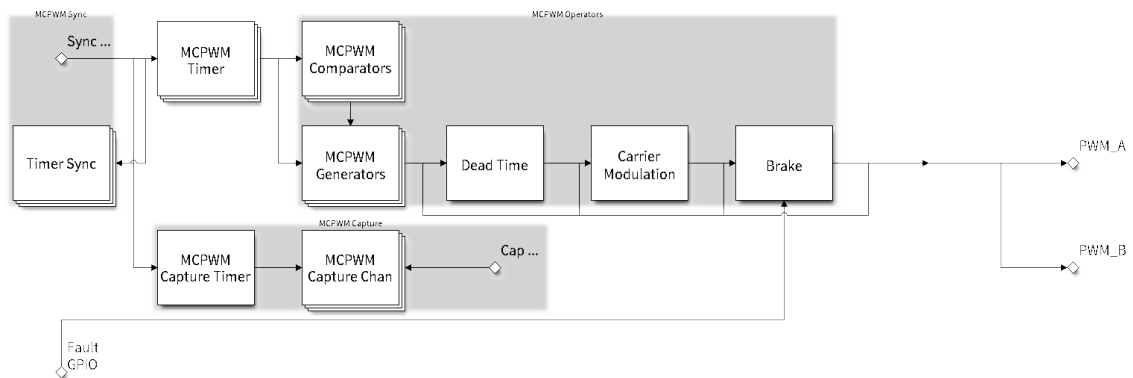 MCPWM Sync
MCPWM Operators
Sync ...
MCPWM
Timer
MCPWM
Comparators
Timer Sync
MCPWM
Generators
Dead Time
Carrier
Modulation
Brake
PWM_A
MCPWM Capture
MCPWM
Capture Timer
MCPWM
Capture Chan
Cap ...
PWM_B
Fault
GPIO